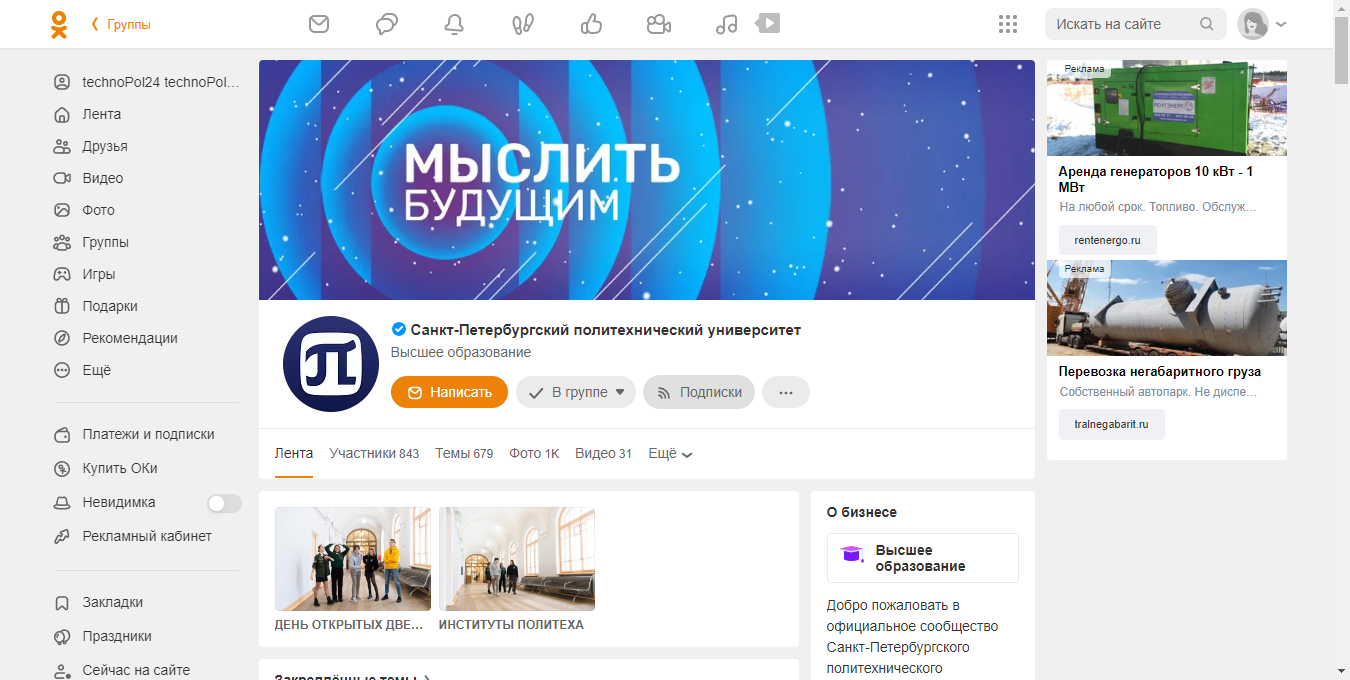 Группы
Искать на сайте
technoPol24 technoPol...
Лента
Друзья
Видео
Фото
Группы
Игры
Подарки
Рекомендации
Ещё
Платежи и подписки
Купить ОКи
Невидимка
Рекламный кабинет
Закладки
Праздники
Сейчас на сайте
МЫСЛИТЬ
БУДУЩИМ
Санкт-Петербургский политехнический университет
Высшее образование
Написать
В группе
Подписки
Лента Участники 843 Темы 679 Фото 1K Видео 31 Ещё
ДЕНЬ ОТКРЫТЫХ ДВЕ...
ИНСТИТУТЫ ПОЛИТЕХА
Закреплённые темы
О бизнесе
Высшее
образование
Добро пожаловать в
официальное сообщество
Санкт-Петербургского
политехнического
Реклама
Аренда генераторов 10 кВт - 1
МВт
На любой срок. Топливо. Обслуж...
rentenergo.ru
Реклама
Перевозка негабаритного груза
Собственный автопарк. Не диспе...
tralnegabarit.ru